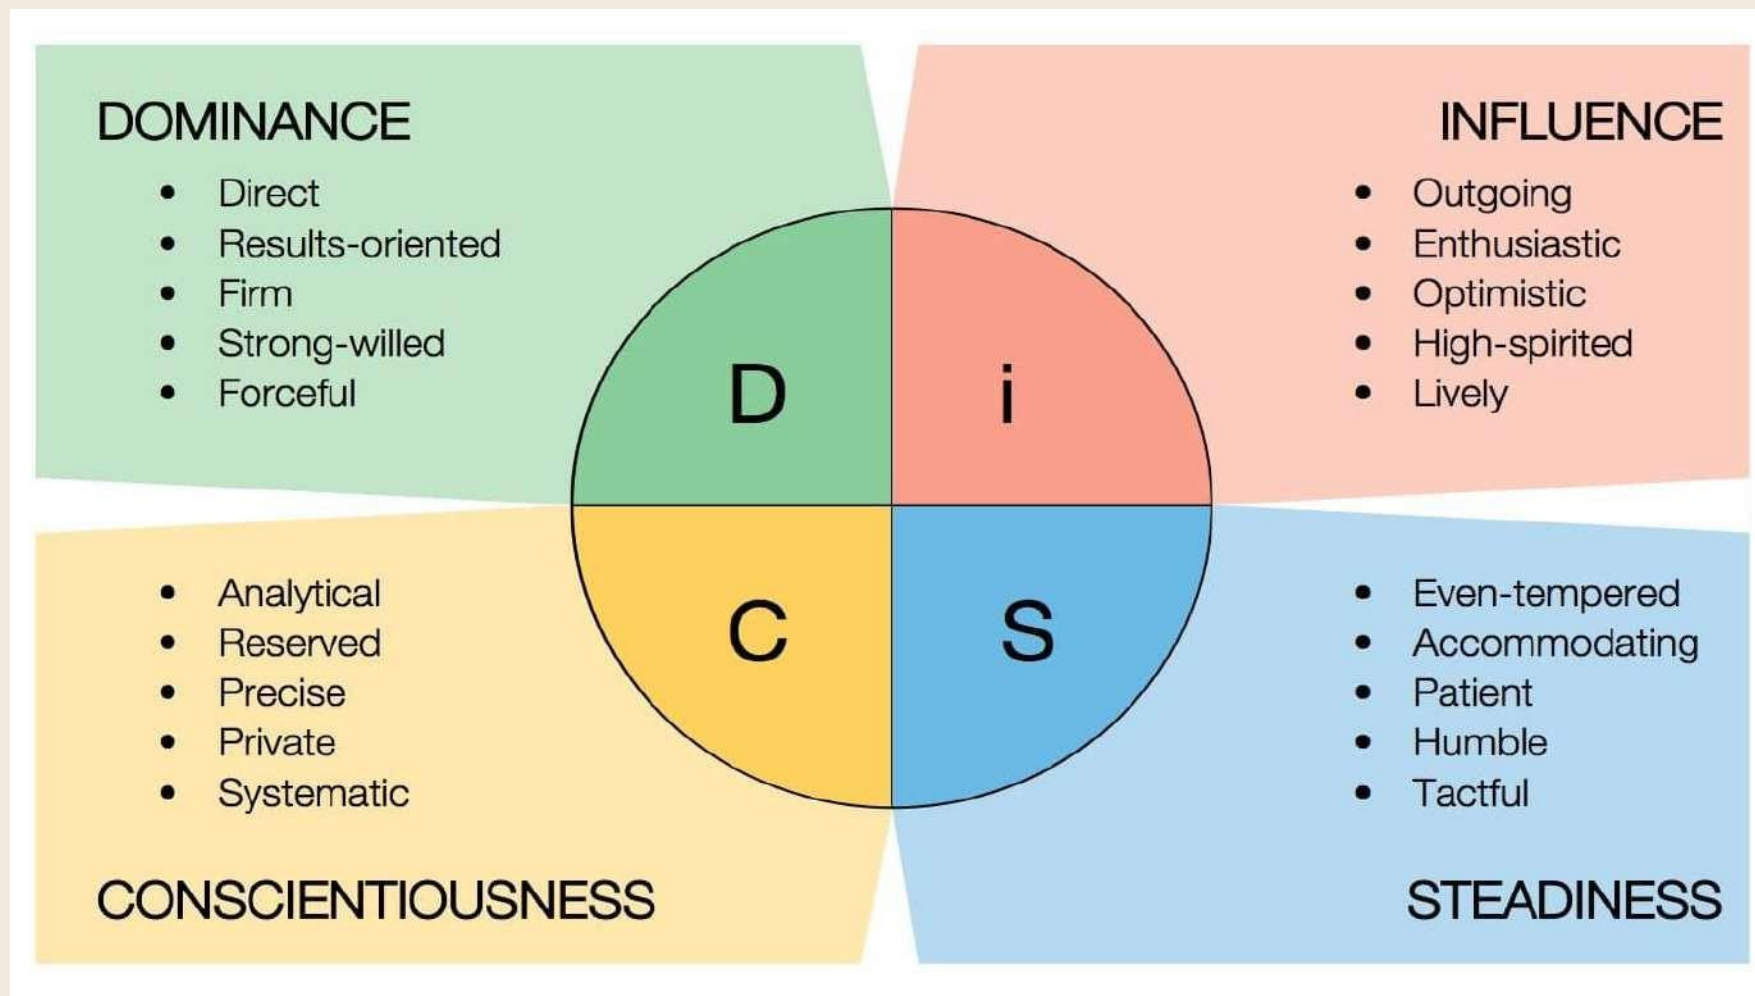 DOMINANCE
• Direct
• Results-oriented
• Firm
• Strong-willed
• Forceful
INFLUENCE
• Outgoing
• Enthusiastic
• Optimistic
• High-spirited
• Lively
D
i
C
S
• Analytical
• Reserved
• Precise
• Private
• Systematic
CONSCIENTIOUSNESS
• Even-tempered
• Accommodating
• Patient
• Humble
• Tactful
STEADINESS